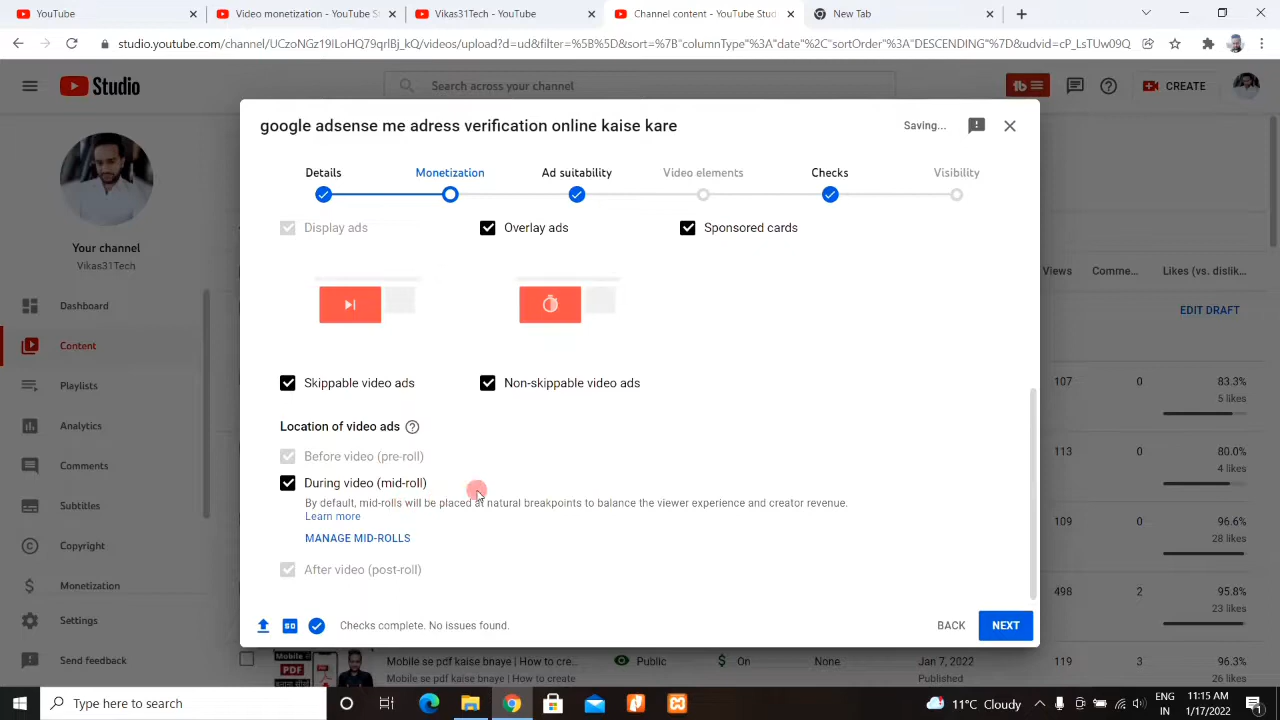 YouTube
Video monetization - YouTube St
Vikas31Tech - YouTube
Channel content - YouTube Stud
New Tab
studio.youtube.com/channel/UCzoNGz19ILoHQ79qrlBj_kQ/videos/upload?d=ud&filter=%5B%5D&sort=%7B"columnType"%3A"date"%2C"sortOrder"%3A"DESCENDING"%7D&udvid=cP_LsTUw09Q
Studio
Search across your channel
CREATE
google adsense me adress verification online kaise kare
Saving...
Details
Monetization
Ad suitability
Video elements
Checks
Visibility
Display ads
Overlay ads
Sponsored cards
Your channel
Vikas31Tech
Views
Comme...
Likes (vs. dislik...
Dashboard
EDIT DRAFT
Content
Playlists
Skippable video ads
Non-skippable video ads
107
0
83.3%
5 likes
Analytics
Location of video ads
Before video (pre-roll)
113
0
80.0%
4 likes
Comments
During video (mid-roll)
By default, mid-rolls will be placed at natural breakpoints to balance the viewer experience and creator revenue.
Learn more
Subtitles
109
0
96.6%
28 likes
MANAGE MID-ROLLS
Copyright
After video (post-roll)
Monetization
498
2
95.8%
23 likes
Settings
Checks complete. No issues found.
BACK
NEXT
Send feedback
Mobile
PDF
Mobile se pdf kaise bnaye | How to cre...
Mobile se pdf kaise bnaye | How to create
Public
On
None
Jan 7, 2022
Published
119
3
96.3%
26 likes
Type here to search
11°C Cloudy
ENG
IN
11:15 AM
1/17/2022